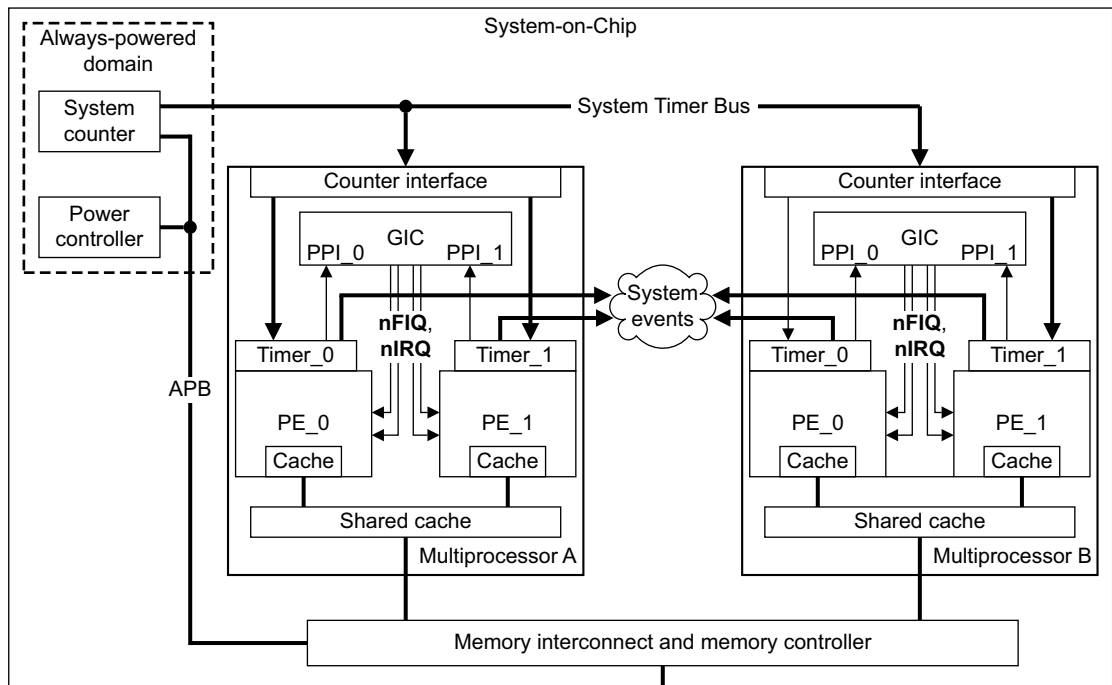 System-on-Chip
Always-powered
domain
System
counter
System Timer Bus
Power
controller
Counter interface
GIC
PPI_0
PPI_1
nFIQ,
nIRQ
Timer_0
Timer_1
PE_0
PE_1
Cache
Cache
Shared cache
Multiprocessor A
System
events
Counter interface
GIC
PPI_0
PPI_1
nFIQ,
nIRQ
Timer_0
Timer_1
PE_0
PE_1
Cache
Cache
Shared cache
Multiprocessor B
APB
Memory interconnect and memory controller